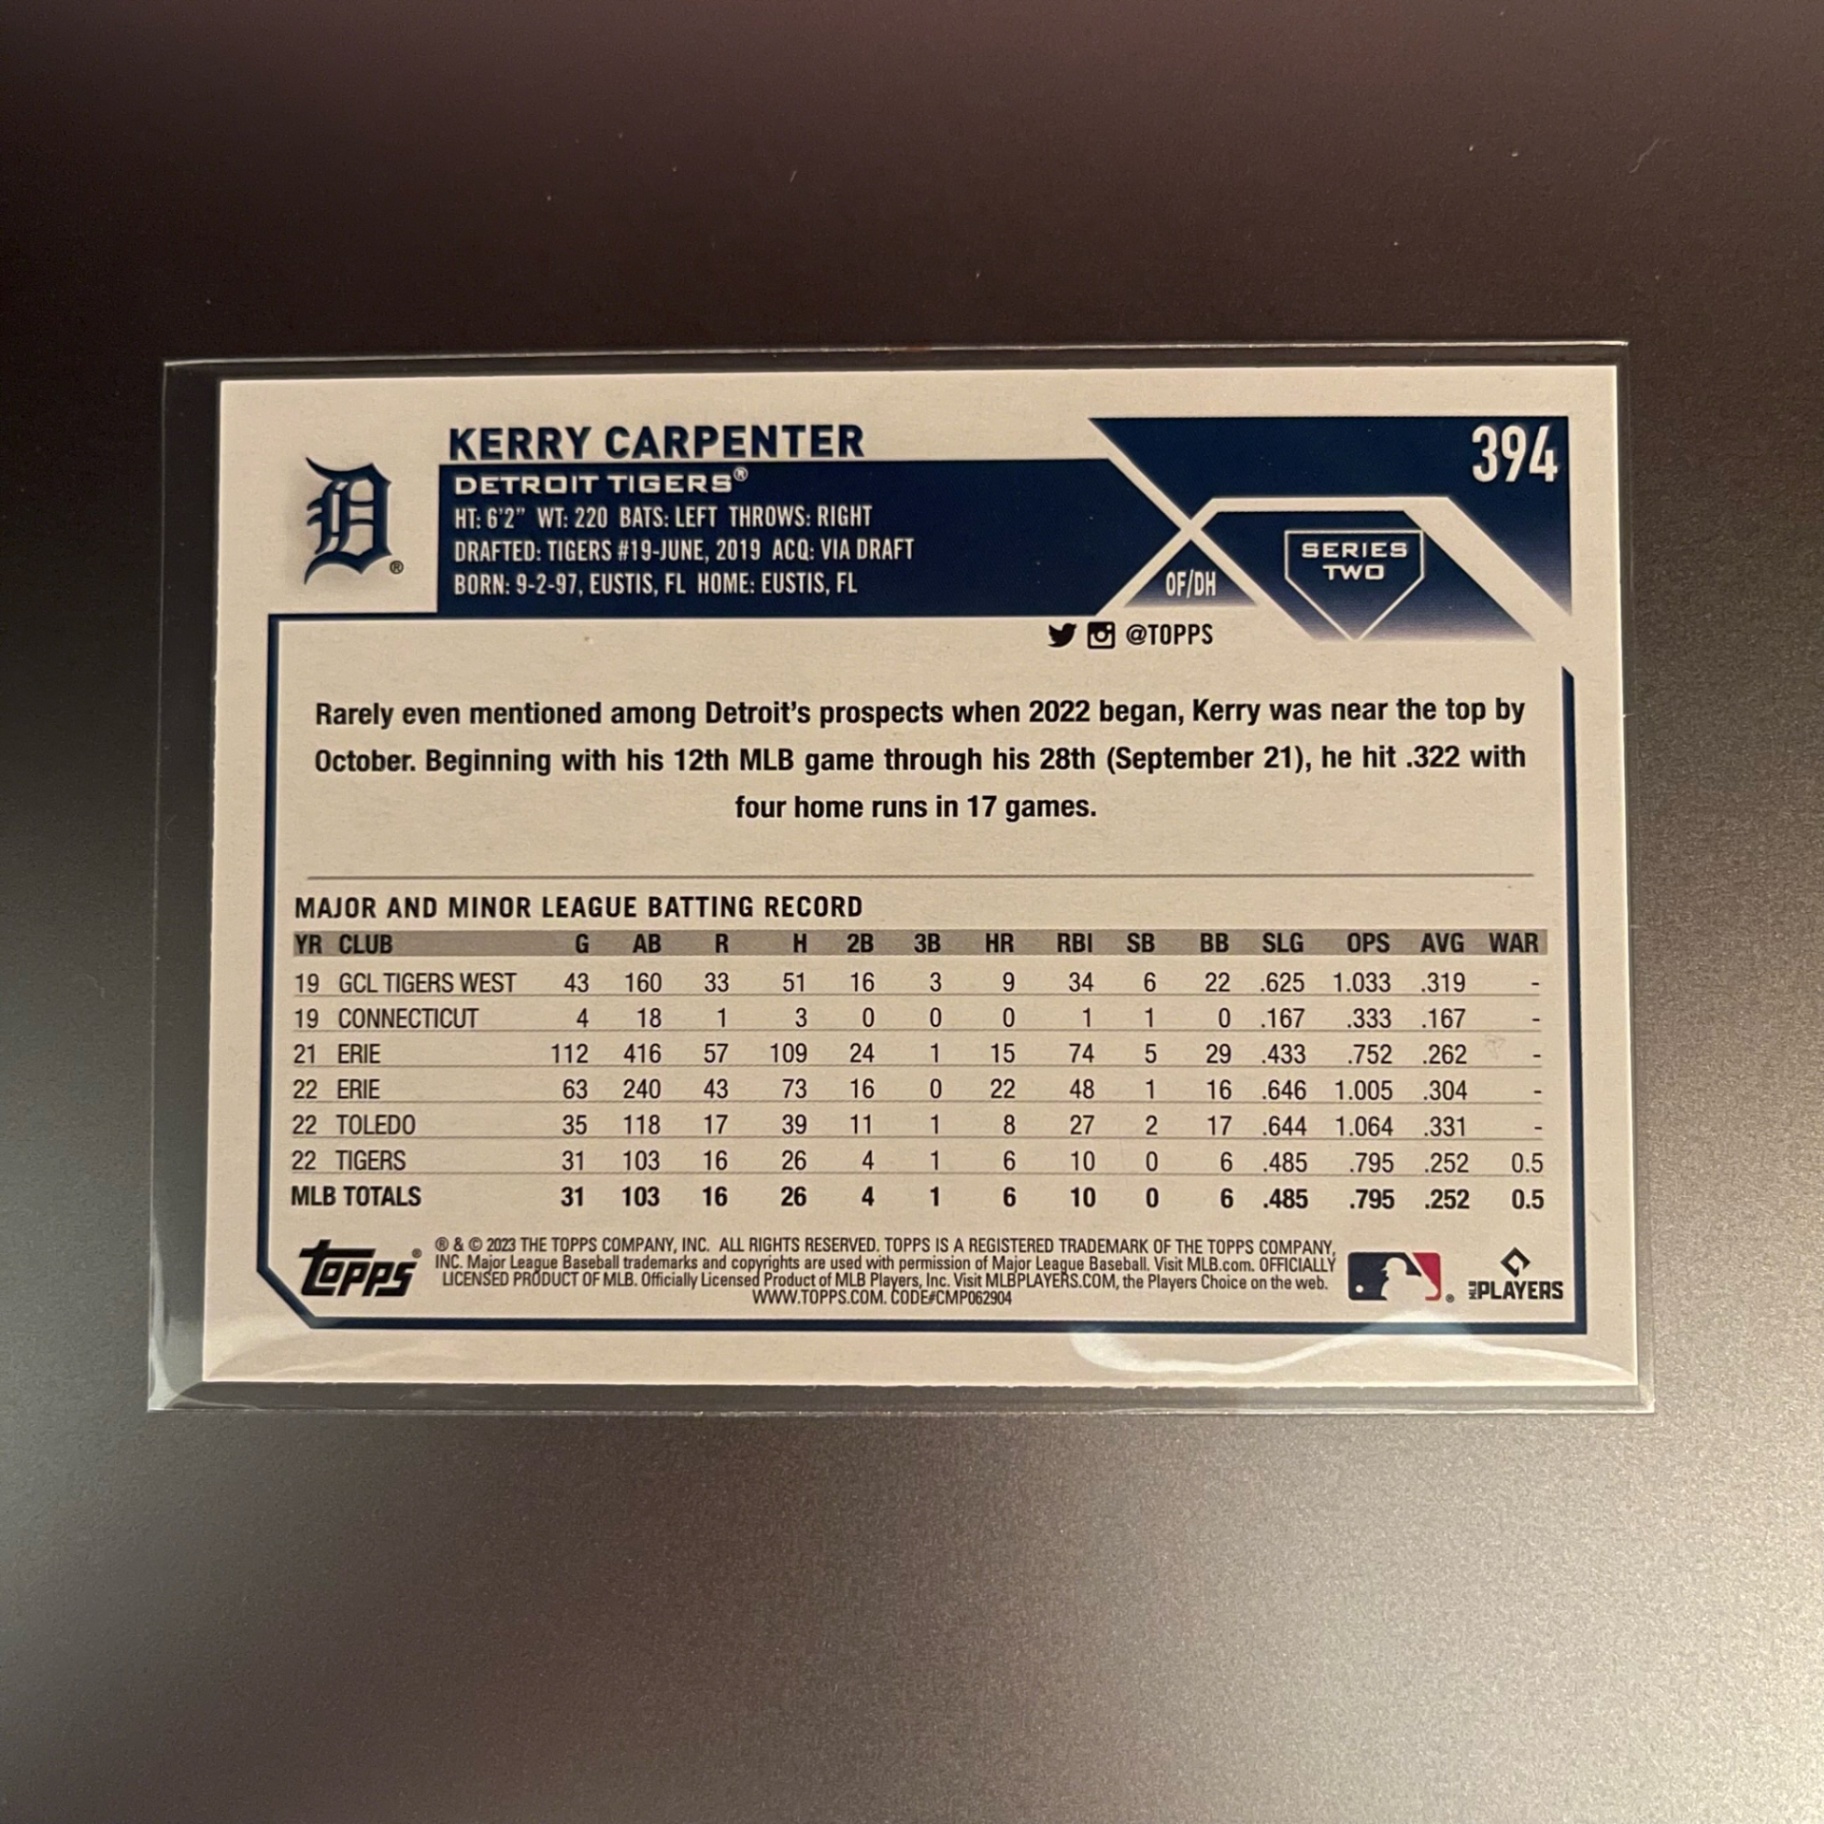 KERRY CARPENTER
394
DETROIT TIGERS®
HT: 6'2" WT: 220 BATS: LEFT THROWS: RIGHT
DRAFTED: TIGERS #19-JUNE, 2019 ACQ: VIA DRAFT
BORN: 9-2-97, EUSTIS, FL HOME: EUSTIS, FL
D®
SERIES
TWO
OF/DH
@TOPPS
Rarely even mentioned among Detroit's prospects when 2022 began, Kerry was near the top by
October. Beginning with his 12th MLB game through his 28th (September 21), he hit .322 with
four home runs in 17 games.
MAJOR AND MINOR LEAGUE BATTING RECORD
YR CLUB G AB R H 2B 3B HR RBI SB BB SLG OPS AVG WAR
19 GCL TIGERS WEST 43 160 33 51 16 3 9 34 6 22 .625 1.033 .319 -
19 CONNECTICUT 4 18 1 3 0 0 0 1 1 0 .167 .333 .167 -
21 ERIE 112 416 57 109 24 1 15 74 5 29 .433 .752 .262 -
22 ERIE 63 240 43 73 16 0 22 48 1 16 .646 1.005 .304 -
22 TOLEDO 35 118 17 39 11 1 8 27 2 17 .644 1.064 .331 -
22 TIGERS 31 103 16 26 4 1 6 10 0 6 .485 .795 .252 0.5
MLB TOTALS 31 103 16 26 4 1 6 10 0 6 .485 .795 .252 0.5
Topps®
® & © 2023 THE TOPPS COMPANY, INC. ALL RIGHTS RESERVED. TOPPS IS A REGISTERED TRADEMARK OF THE TOPPS COMPANY,
INC. Major League Baseball trademarks and copyrights are used with permission of Major League Baseball. Visit MLB.com. OFFICIALLY
LICENSED PRODUCT OF MLB. Officially Licensed Product of MLB Players, Inc. Visit MLBPLAYERS.COM, the Players Choice on the web.
WWW.TOPPS.COM. CODE#CMP062904
®
MLB PLAYERS